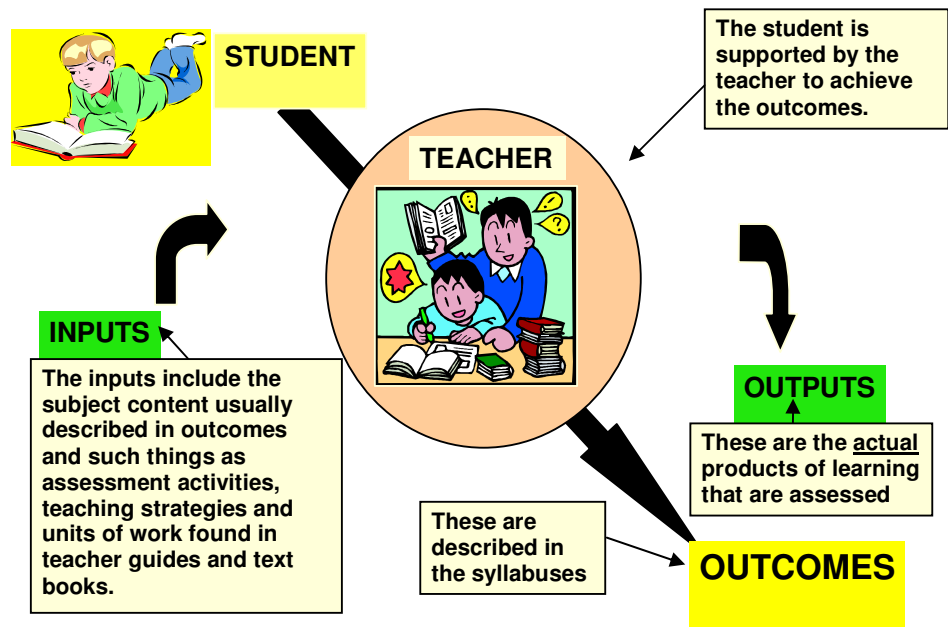 STUDENT
The student is
supported by the
teacher to achieve
the outcomes.
TEACHER
!
?
INPUTS
The inputs include the
subject content usually
described in outcomes
and such things as
assessment activities,
teaching strategies and
units of work found in
teacher guides and text
books.
OUTPUTS
These are the actual
products of learning
that are assessed
These are
described in
the syllabuses
OUTCOMES